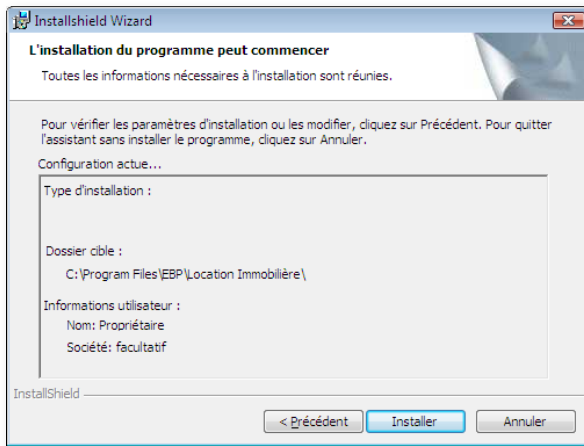 Installshield Wizard
L'installation du programme peut commencer
Toutes les informations nécessaires à l'installation sont réunies.
Pour vérifier les paramètres d'installation ou les modifier, cliquez sur Précédent. Pour quitter
l'assistant sans installer le programme, cliquez sur Annuler.
Configuration actue...
Type d'installation :
Dossier cible :
C:\Program Files\EBP\Location Immobilière\
Informations utilisateur :
Nom: Propriétaire
Société: facultatif
InstallShield
< Précédent Installer Annuler